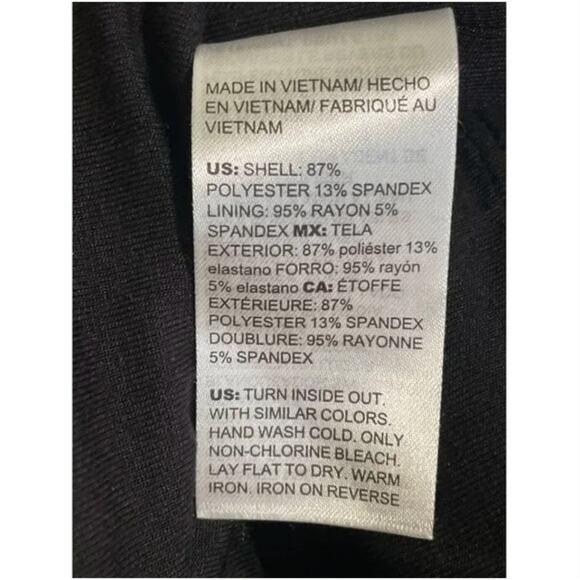 MADE IN VIETNAM/ HECHO
EN VIETNAM/ FABRIQUÉ AU
VIETNAM
US: SHELL: 87%
POLYESTER 13% SPANDEX
LINING: 95% RAYON 5%
SPANDEX MX: TELA
EXTERIOR: 87% poliéster 13%
elastano FORRO: 95% rayón
5% elastano CA: ÉTOFFE
EXTÉRIEURE: 87%
POLYESTER 13% SPANDEX
DOUBLURE: 95% RAYONNE
5% SPANDEX
US: TURN INSIDE OUT.
WITH SIMILAR COLORS.
HAND WASH COLD. ONLY
NON-CHLORINE BLEACH.
LAY FLAT TO DRY. WARM
IRON. IRON ON REVERSE